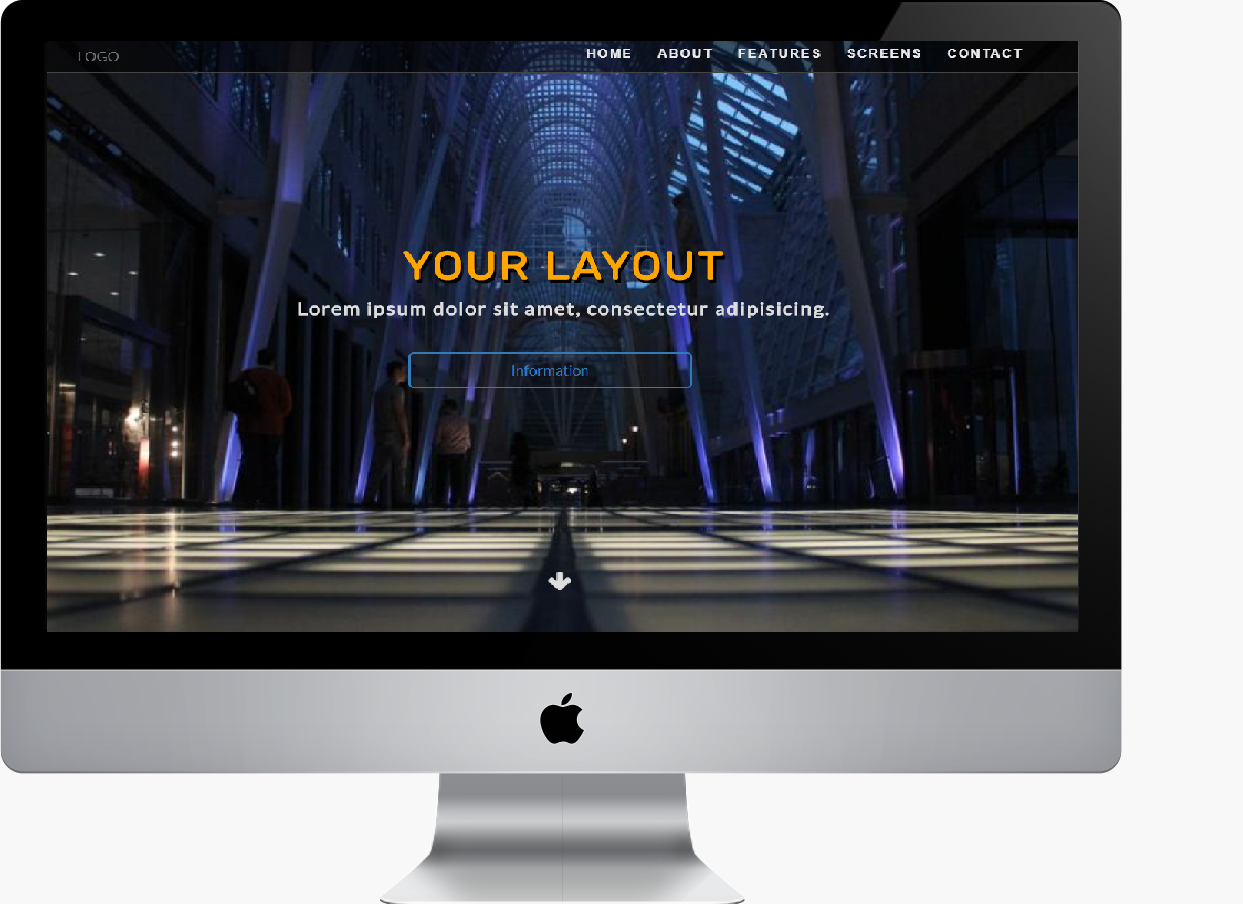 LOGO
HOME ABOUT FEATURES SCREENS CONTACT
YOUR LAYOUT
Lorem ipsum dolor sit amet, consectetur adipisicing.
Information